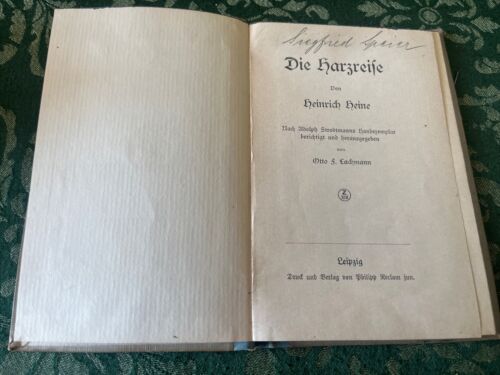 Siegfried Speier
Die Harzreise
Von
Heinrich Heine
Nach Adolph Strodtmanns Handexemplar
berichtigt und herausgegeben
von
Otto F. Lachmann
Leipzig
Druck und Verlag von Philipp Reclam jun.